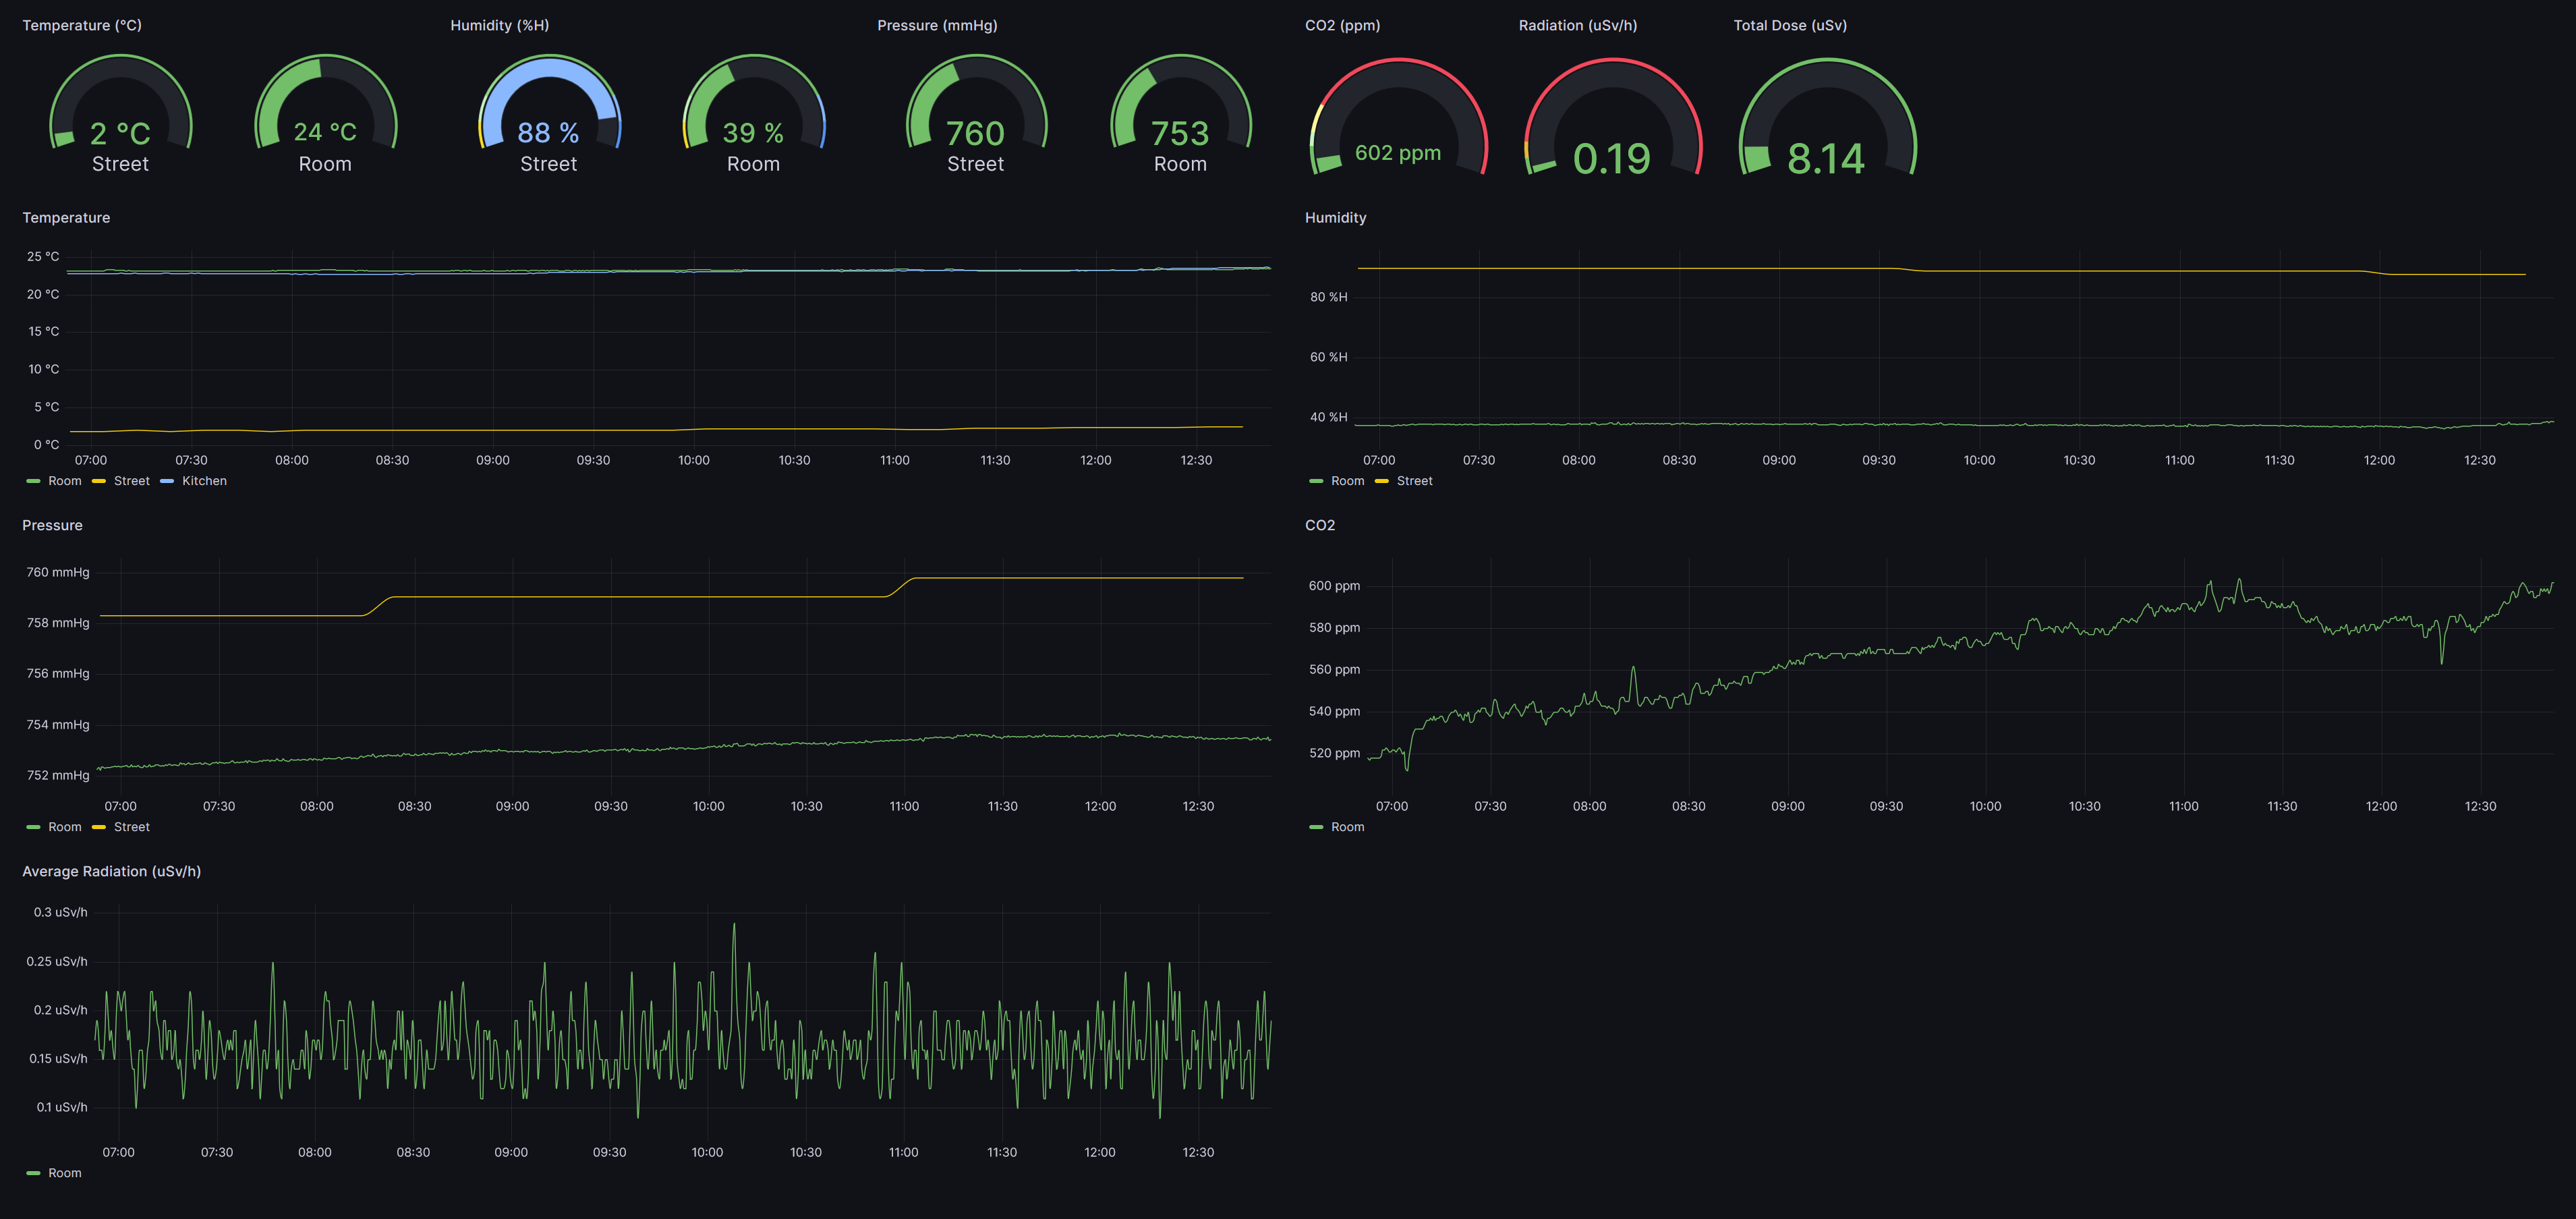 Temperature (°C)
Humidity (%H)
Pressure (mmHg)
CO2 (ppm)
Radiation (uSv/h)
Total Dose (uSv)
2 °C
24 °C
88 %
39 %
760
753
602 ppm
0.19
8.14
Street
Room
Street
Room
Street
Room
Temperature
25 °C
20 °C
15 °C
10 °C
5 °C
0 °C
07:00 07:30 08:00 08:30 09:00 09:30 10:00 10:30 11:00 11:30 12:00 12:30
Room Street Kitchen
Humidity
80 %H
60 %H
40 %H
07:00 07:30 08:00 08:30 09:00 09:30 10:00 10:30 11:00 11:30 12:00 12:30
Room Street
Pressure
760 mmHg
758 mmHg
756 mmHg
754 mmHg
752 mmHg
07:00 07:30 08:00 08:30 09:00 09:30 10:00 10:30 11:00 11:30 12:00 12:30
Room Street
CO2
600 ppm
580 ppm
560 ppm
540 ppm
520 ppm
07:00 07:30 08:00 08:30 09:00 09:30 10:00 10:30 11:00 11:30 12:00 12:30
Room
Average Radiation (uSv/h)
0.3 uSv/h
0.25 uSv/h
0.2 uSv/h
0.15 uSv/h
0.1 uSv/h
07:00 07:30 08:00 08:30 09:00 09:30 10:00 10:30 11:00 11:30 12:00 12:30
Room